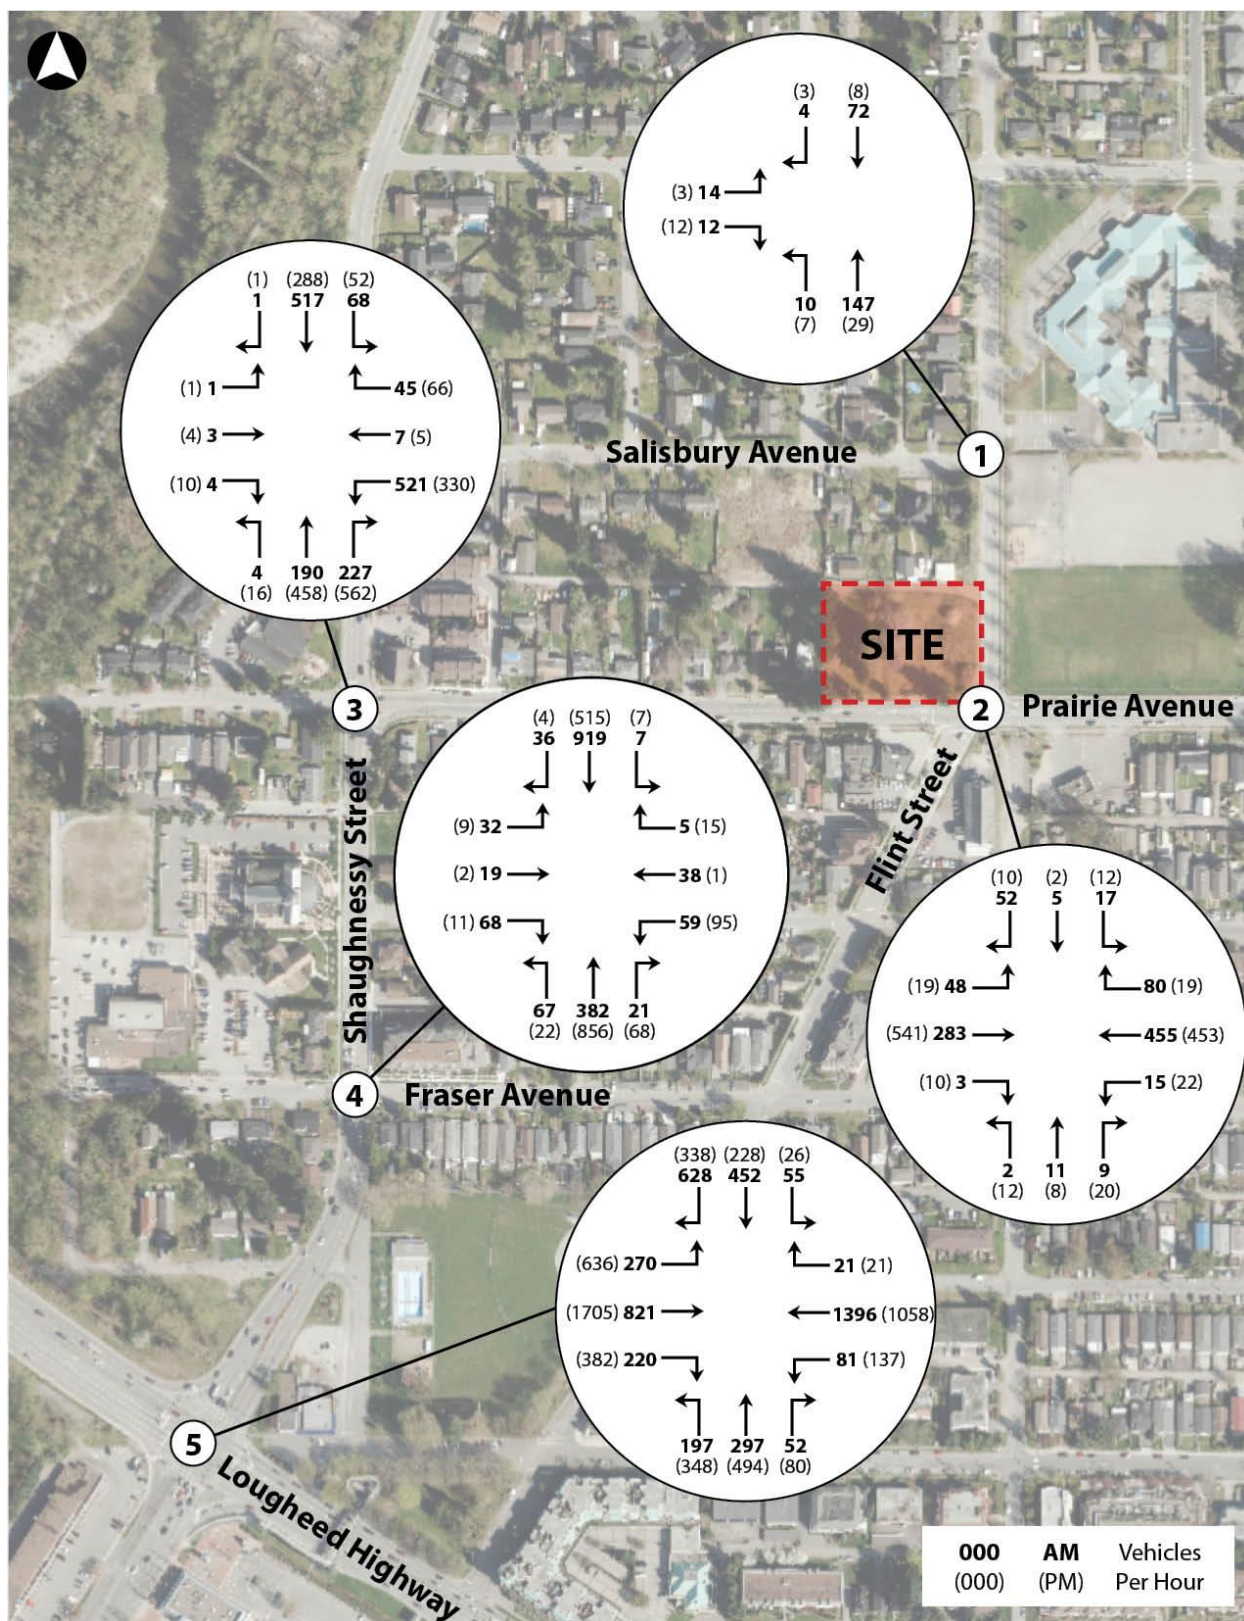 (3) (8)
4 72
(3) 14
(12) 12
10 147
(7) (29)
(1) (288) (52)
1 517 68
(1) 1 45 (66)
(4) 3 7 (5)
(10) 4 521 (330)
4 190 227
(16) (458) (562)
Salisbury Avenue
1
SITE
3
2
Prairie Avenue
(4) (515) (7)
36 919 7
(9) 32 5 (15)
(2) 19 38 (1)
(11) 68 59 (95)
67 382 21
(22) (856) (68)
Shaughnessy Street
Flint Street
(10) (2) (12)
52 5 17
(19) 48 80 (19)
(541) 283 455 (453)
(10) 3 15 (22)
2 11 9
(12) (8) (20)
4
Fraser Avenue
(338) (228) (26)
628 452 55
(636) 270 21 (21)
(1705) 821 1396 (1058)
(382) 220 81 (137)
197 297 52
(348) (494) (80)
5
Lougheed Highway
000 AM Vehicles
(000) (PM) Per Hour